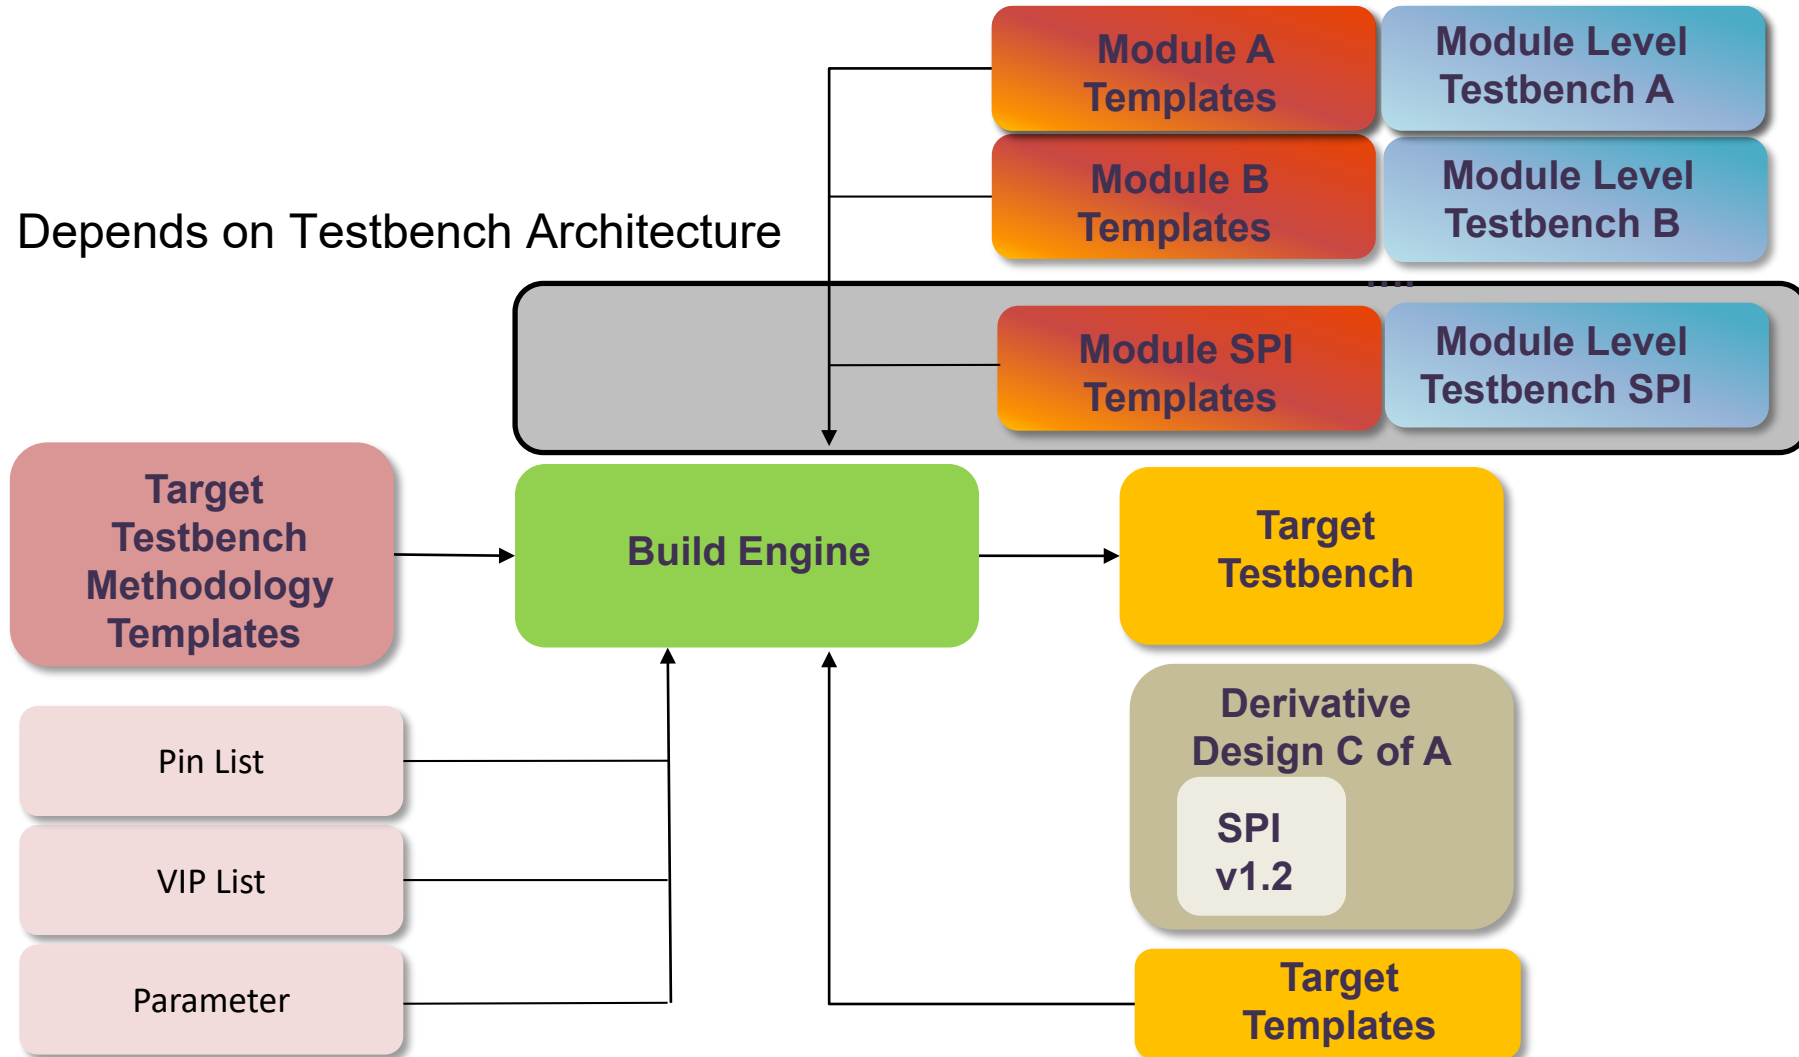 Module A
Templates
Module Level
Testbench A
Module B
Templates
Module Level
Testbench B
Depends on Testbench Architecture
....
Module SPI
Templates
Module Level
Testbench SPI
Target
Testbench
Methodology
Templates
Build Engine
Target
Testbench
Pin List
VIP List
Parameter
Derivative
Design C of A
SPI
v1.2
Target
Templates